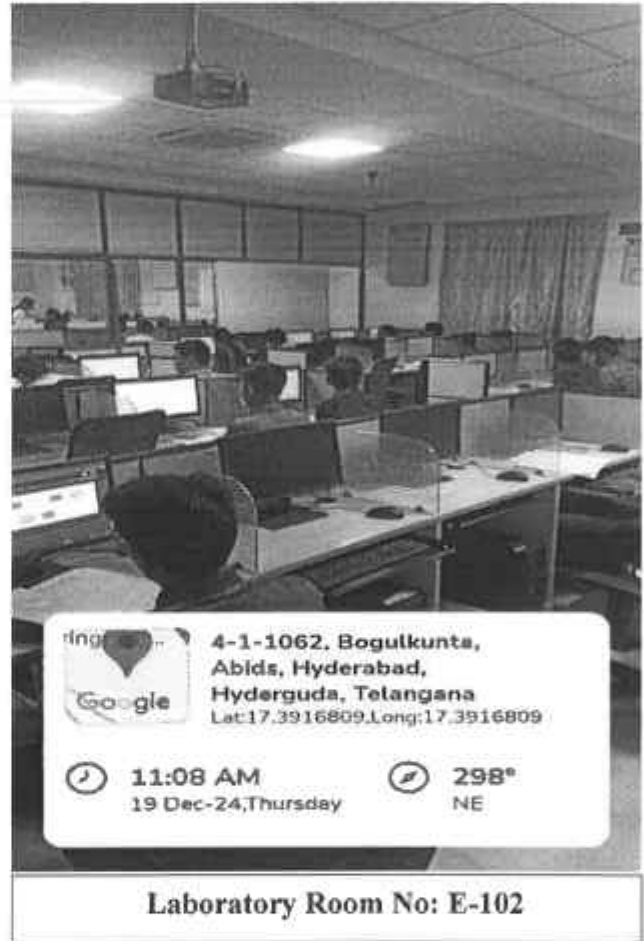 ring
Google
4-1-1062, Bogulkunta,
Abids, Hyderabad,
Hyderguda, Telangana
Lat:17.3916809,Long:17.3916809
11:08 AM
19 Dec-24,Thursday
298°
NE
Laboratory Room No: E-102